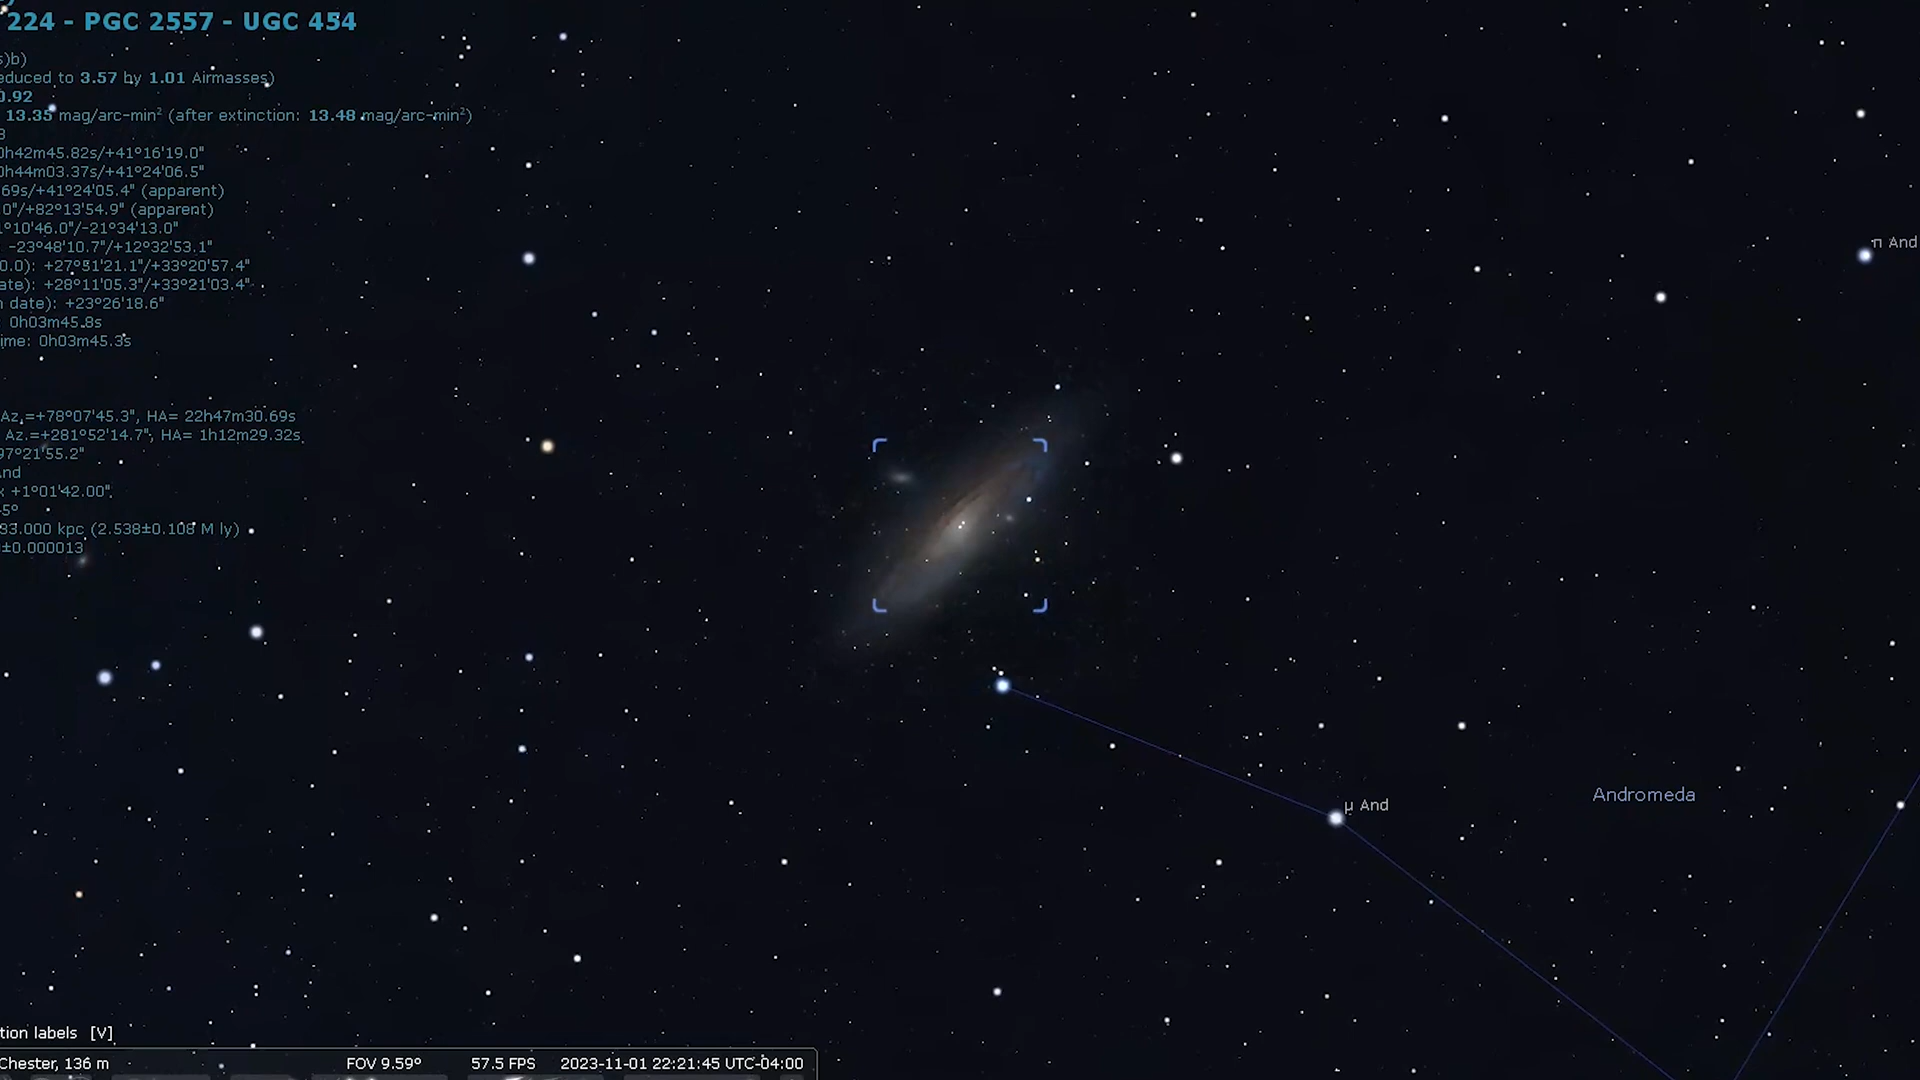 224 - PGC 2557 - UGC 454
s)b)
educed to 3.57 by 1.01 Airmasses)
0.92
13.35 mag/arc-min² (after extinction: 13.48 mag/arc-min²)
0h42m45.82s/+41°16'19.0"
0h44m03.37s/+41°24'06.5"
69s/+41°24'05.4" (apparent)
0"/+82°13'54.9" (apparent)
1°10'46.0"/-21°34'13.0"
-23°48'10.7"/+12°32'53.1"
0.0): +27°51'21.1"/+33°20'57.4"
ate): +28°11'05.3"/+33°21'03.4"
n date): +23°26'18.6"
0h03m45.8s
ime: 0h03m45.3s
Az.=+78°07'45.3", HA= 22h47m30.69s
Az.=+281°52'14.7", HA= 1h12m29.32s
97°21'55.2"
And
x +1°01'42.00"
5°
83.000 kpc (2.538±0.108 M ly)
±0.000013
π And
μ And
Andromeda
tion labels [V]
Chester, 136 m FOV 9.59° 57.5 FPS 2023-11-01 22:21:45 UTC-04:00